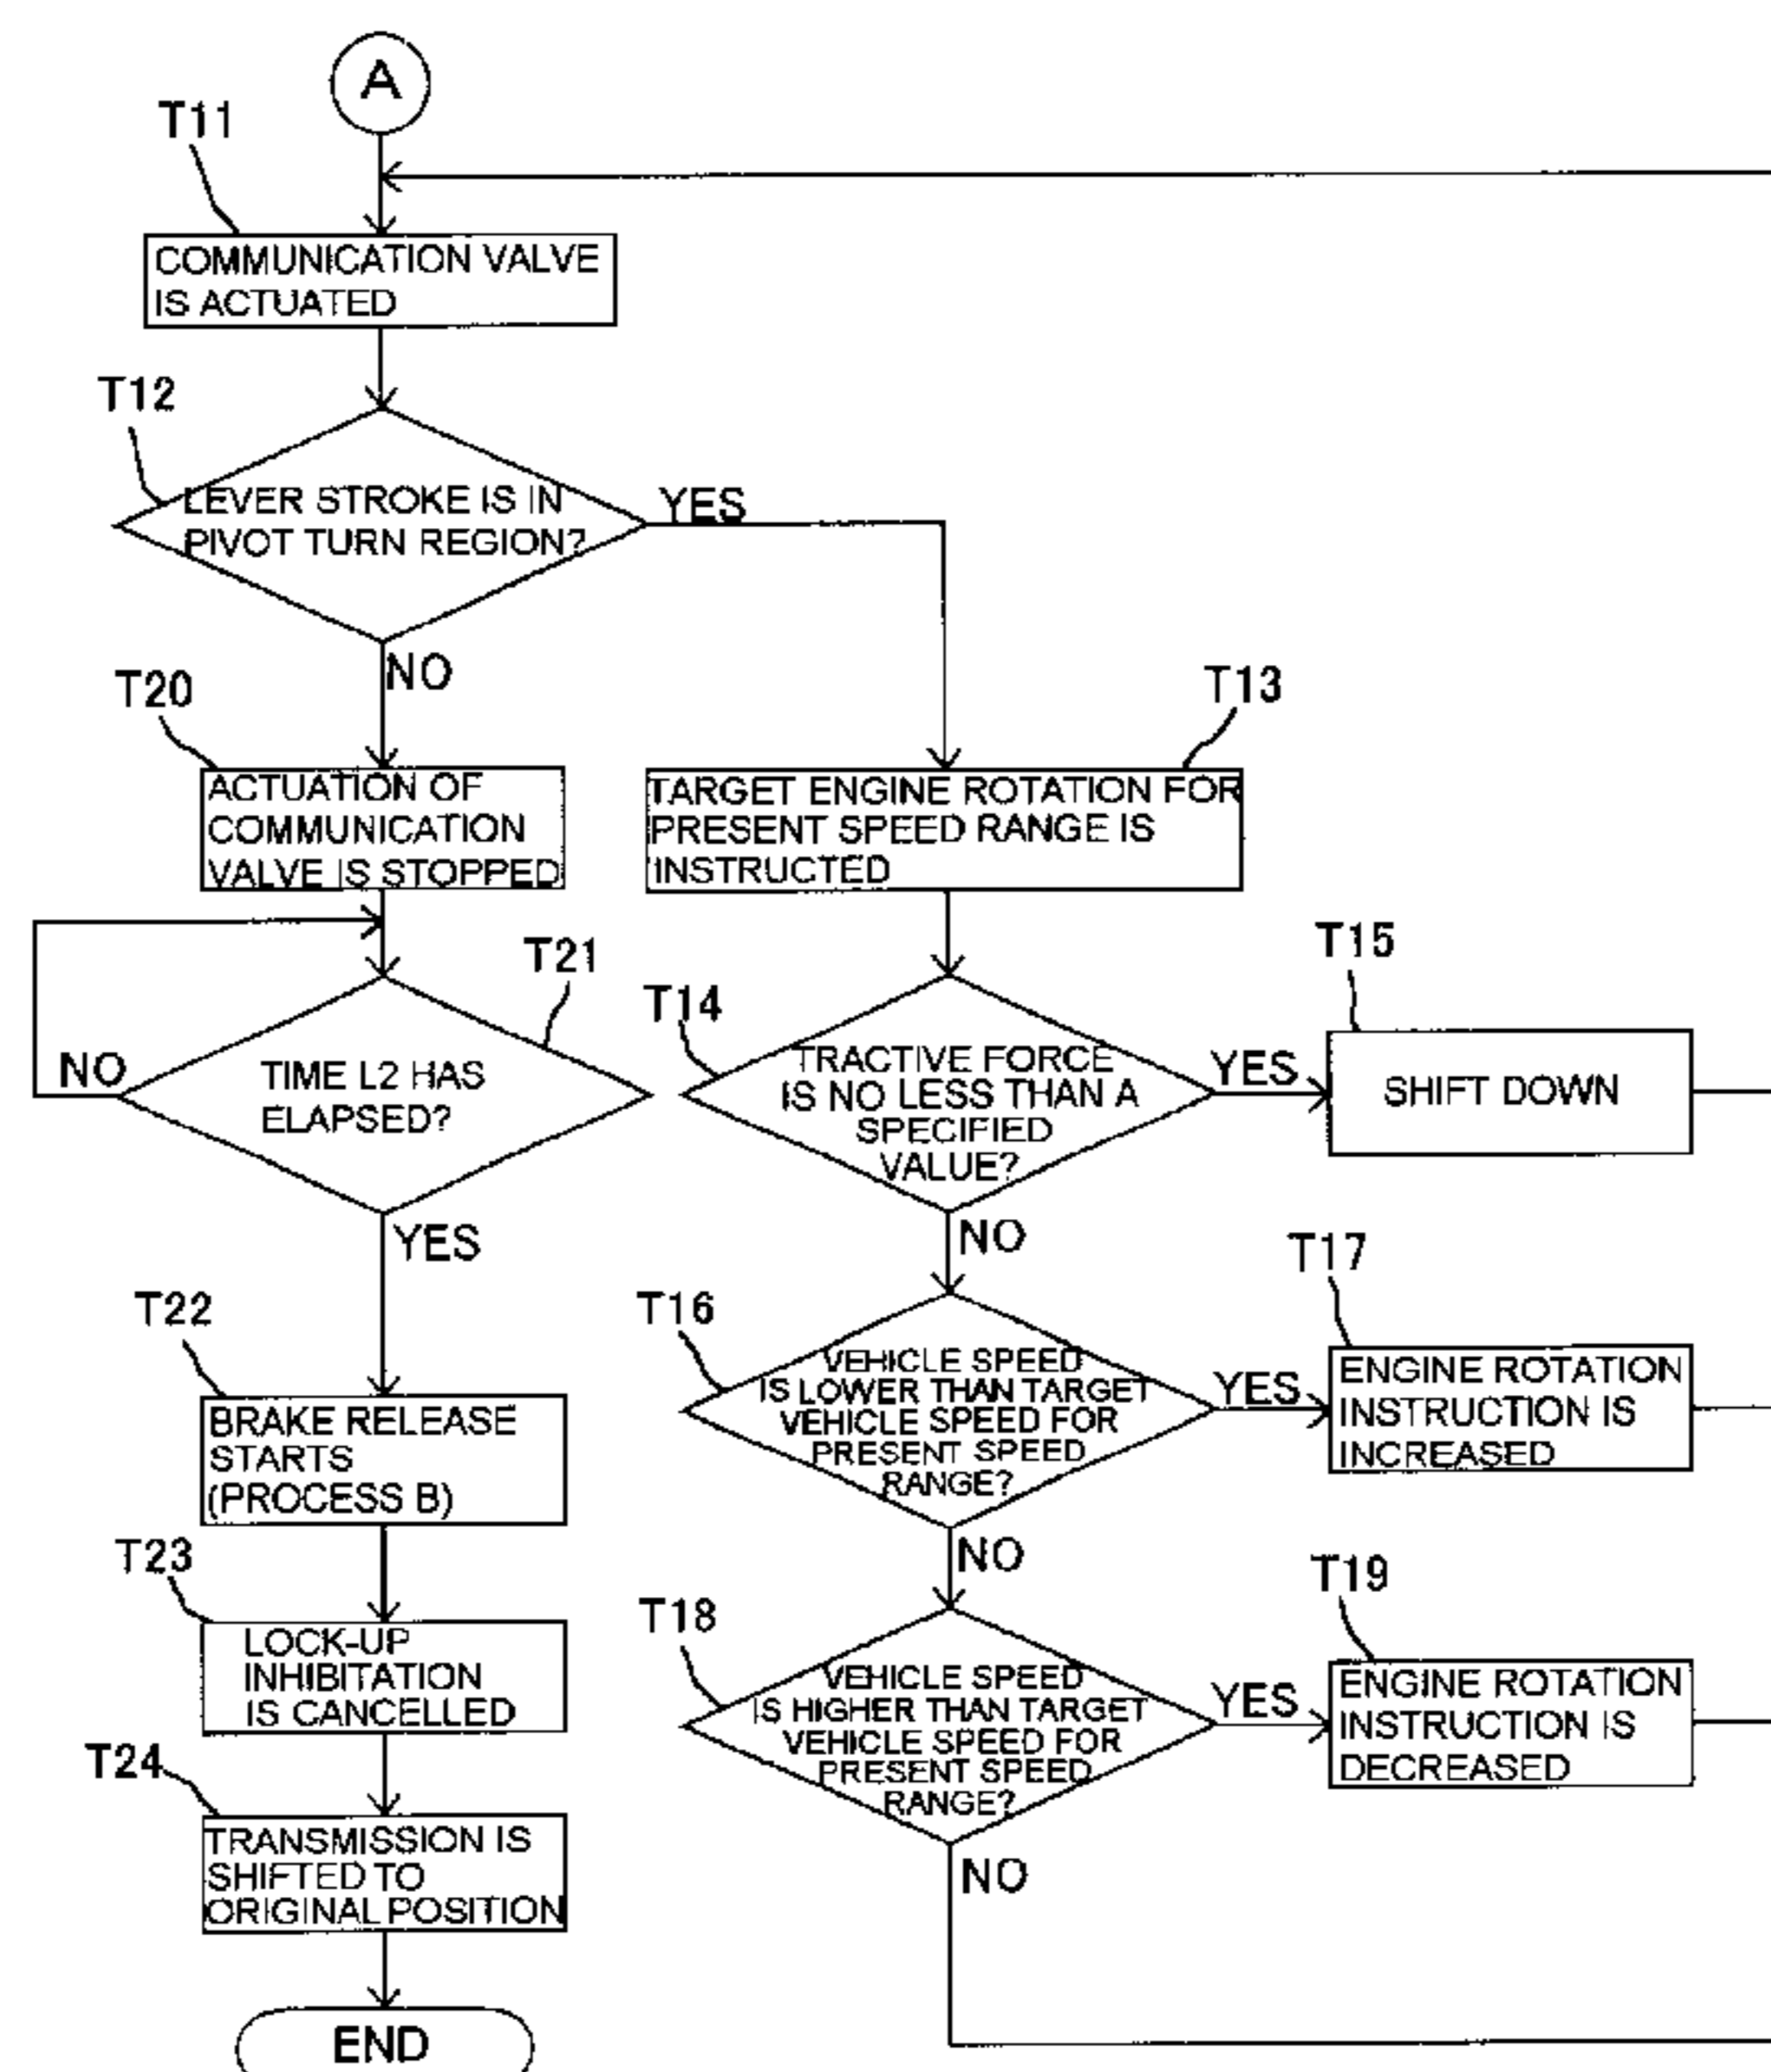 A
T11
COMMUNICATION VALVE
IS ACTUATED
T12
LEVER STROKE IS IN
PIVOT TURN REGION?
YES
NO
T20
ACTUATION OF
COMMUNICATION
VALVE IS STOPPED
T13
TARGET ENGINE ROTATION FOR
PRESENT SPEED RANGE IS
INSTRUCTED
T21
TIME L2 HAS
ELAPSED?
NO
YES
T14
TRACTIVE FORCE
IS NO LESS THAN A
SPECIFIED
VALUE?
YES
NO
T15
SHIFT DOWN
T22
BRAKE RELEASE
STARTS
(PROCESS B)
T16
VEHICLE SPEED
IS LOWER THAN TARGET
VEHICLE SPEED FOR
PRESENT SPEED
RANGE?
YES
NO
T17
ENGINE ROTATION
INSTRUCTION IS
INCREASED
T23
LOCK-UP
INHIBITATION
IS CANCELLED
T18
VEHICLE SPEED
IS HIGHER THAN TARGET
VEHICLE SPEED FOR
PRESENT SPEED
RANGE?
YES
NO
T19
ENGINE ROTATION
INSTRUCTION IS
DECREASED
T24
TRANSMISSION IS
SHIFTED TO
ORIGINAL POSITION
END